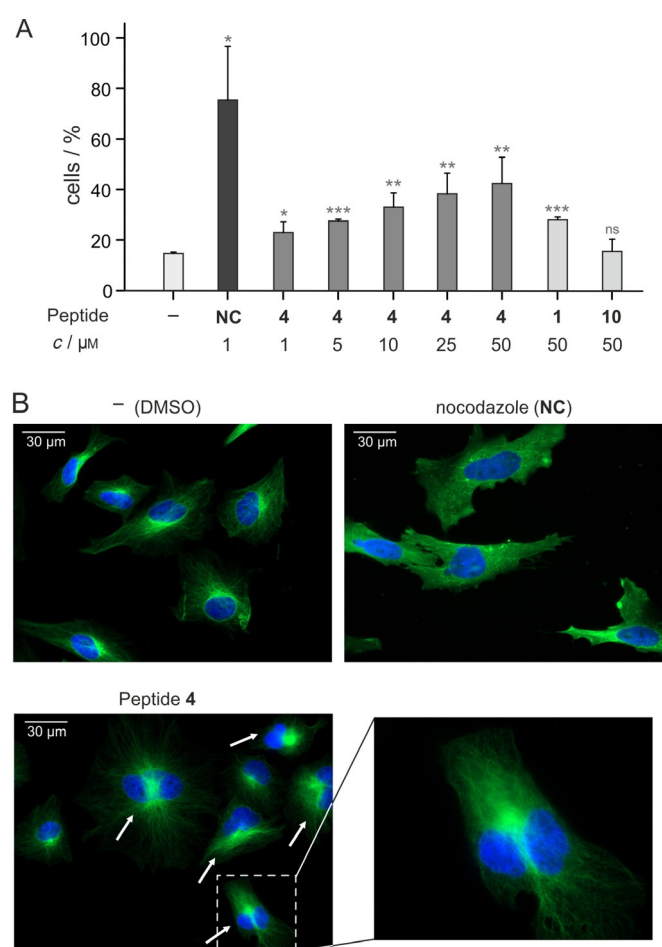 A
cells / %
100
80
60
40
20
0
* * *** ** ** ** *** ns
Peptide – NC 4 4 4 4 4 1 10
c / µM 1 1 5 10 25 50 50 50
B
– (DMSO) nocodazole (NC)
30 µm 30 µm
Peptide 4
30 µm